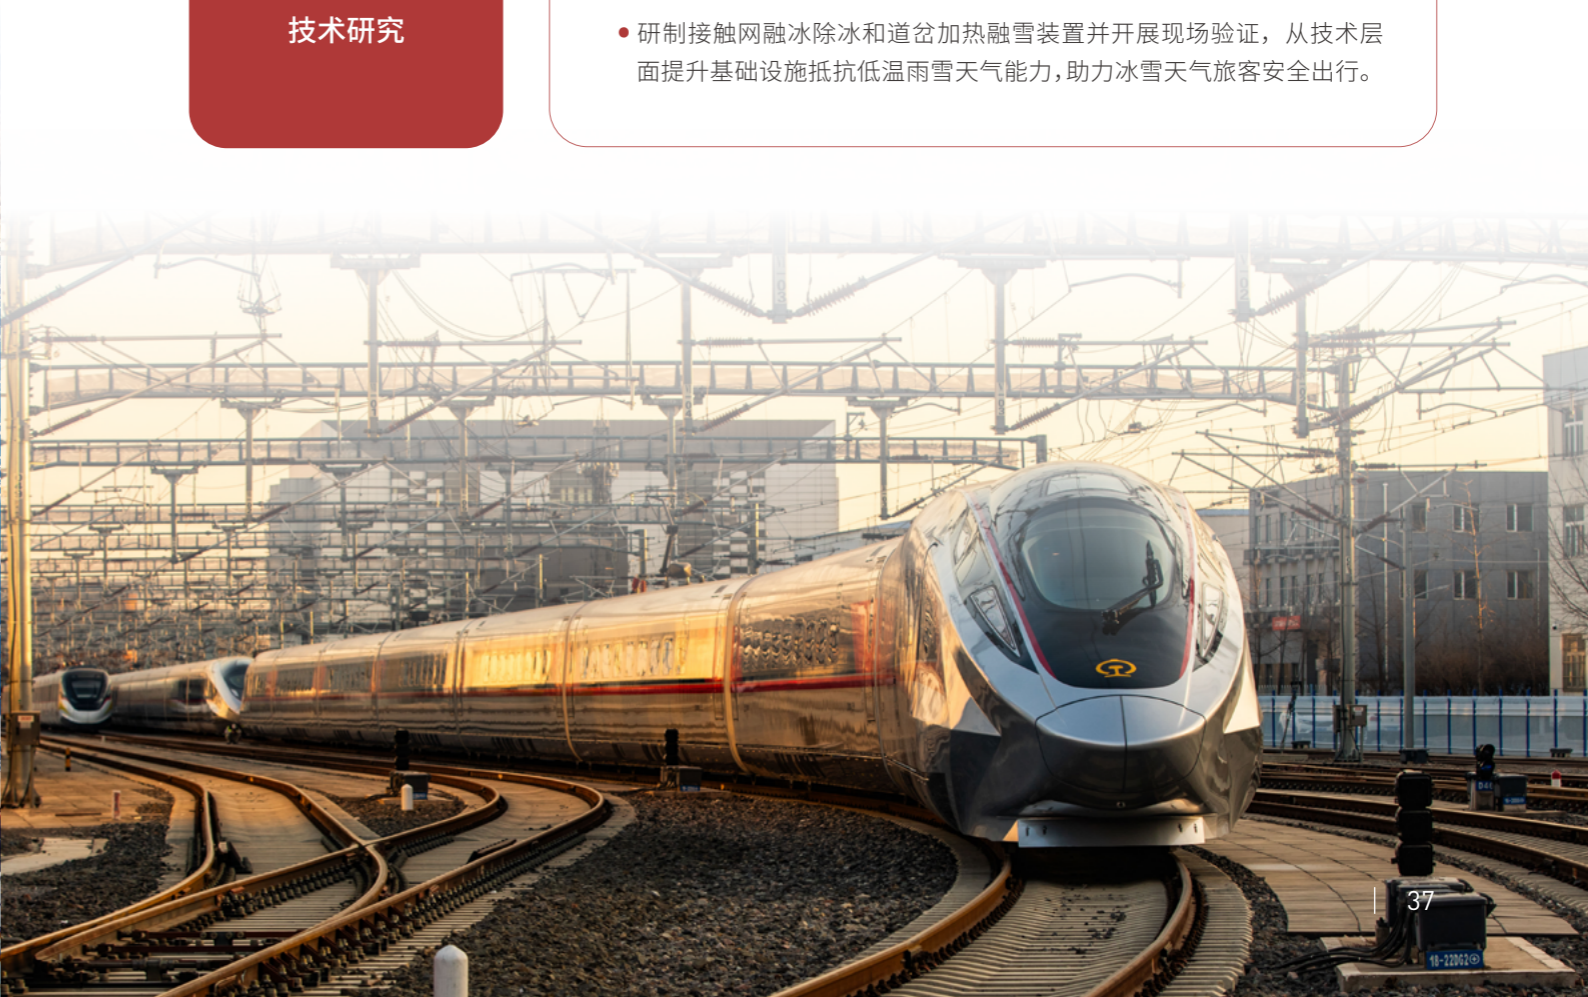 技术研究
研制接触网融冰除冰和道岔加热融雪装置并开展现场验证，从技术层
面提升基础设施抵抗低温雨雪天气能力，助力冰雪天气旅客安全出行。
37
18-22DG2